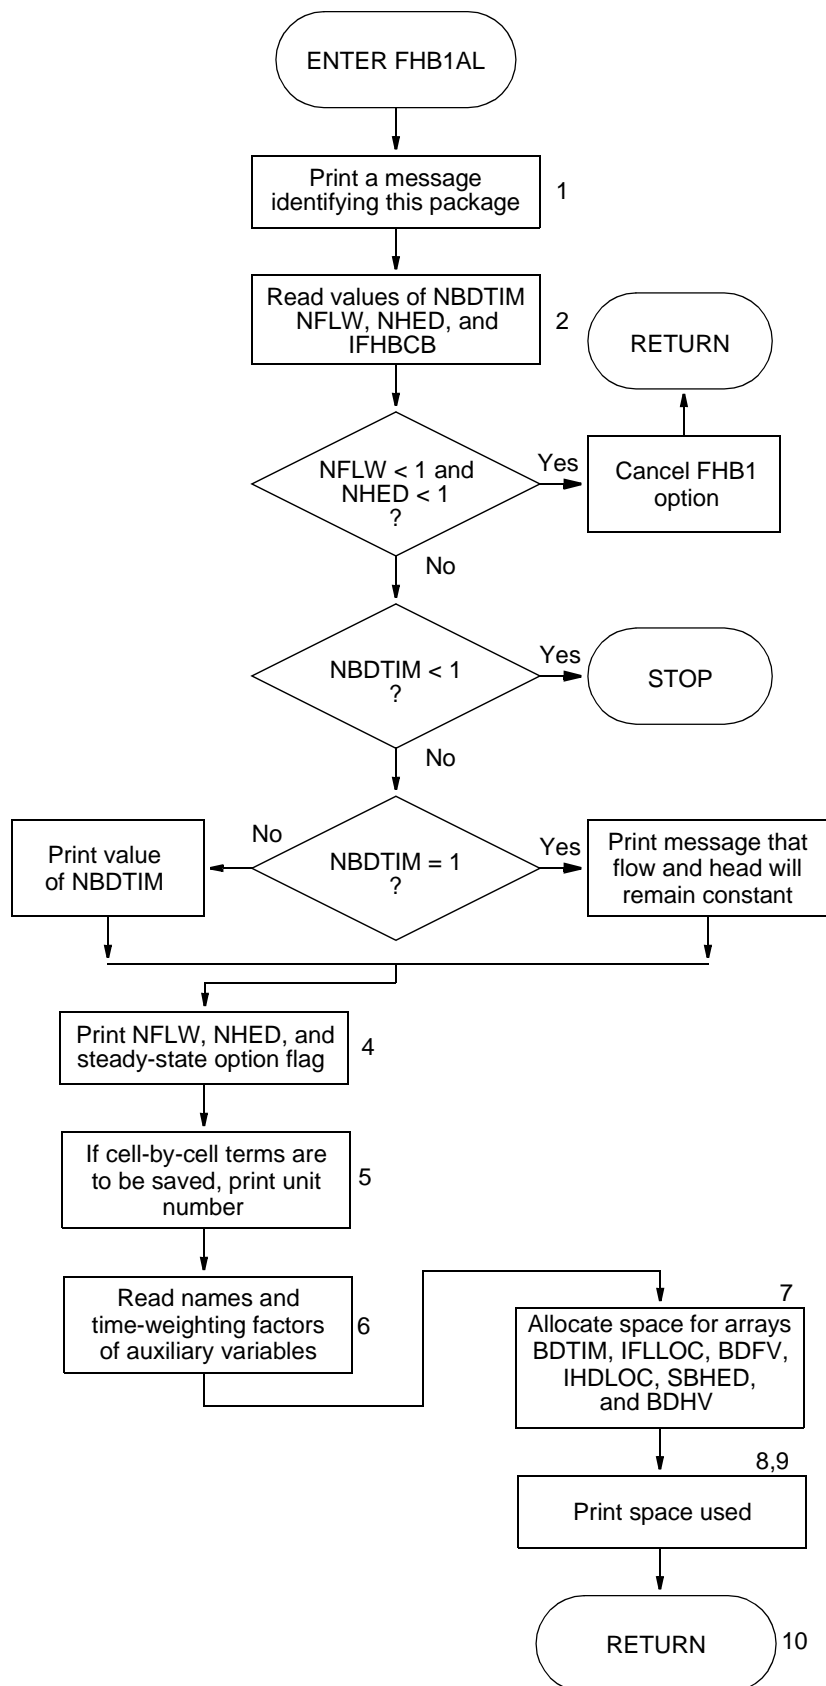 ENTER FHB1AL
Print a message
identifying this package
1
Read values of NBDTIM
NFLW, NHED, and
IFHBCB
2
RETURN
NFLW < 1 and
NHED < 1
?
Yes
Cancel FHB1
option
No
NBDTIM < 1
?
Yes
STOP
No
NBDTIM = 1
?
No
Print value
of NBDTIM
Yes
Print message that
flow and head will
remain constant
Print NFLW, NHED, and
steady-state option flag
4
If cell-by-cell terms are
to be saved, print unit
number
5
Read names and
time-weighting factors
of auxiliary variables
6
7
Allocate space for arrays
BDTIM, IFLLOC, BDFV,
IHDLOC, SBHED,
and BDHV
8,9
Print space used
RETURN
10